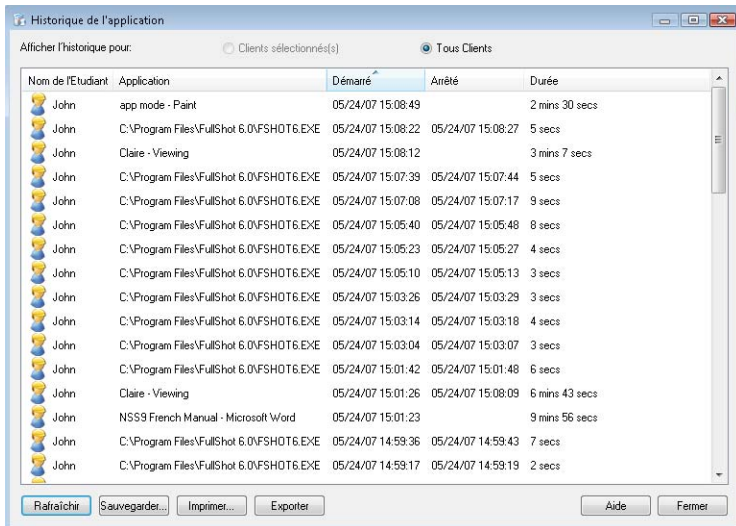 Historique de l'application
Afficher l'historique pour: Clients sélectionnés(s) Tous Clients
Nom de l'Etudiant Application Démarré Arrêté Durée
John app mode - Paint 05/24/07 15:08:49 2 mins 30 secs
John C:\Program Files\FullShot 6.0\FSHOT6.EXE 05/24/07 15:08:22 05/24/07 15:08:27 5 secs
John Claire - Viewing 05/24/07 15:08:12 3 mins 7 secs
John C:\Program Files\FullShot 6.0\FSHOT6.EXE 05/24/07 15:07:39 05/24/07 15:07:44 5 secs
John C:\Program Files\FullShot 6.0\FSHOT6.EXE 05/24/07 15:07:08 05/24/07 15:07:17 9 secs
John C:\Program Files\FullShot 6.0\FSHOT6.EXE 05/24/07 15:05:40 05/24/07 15:05:48 8 secs
John C:\Program Files\FullShot 6.0\FSHOT6.EXE 05/24/07 15:05:23 05/24/07 15:05:27 4 secs
John C:\Program Files\FullShot 6.0\FSHOT6.EXE 05/24/07 15:05:10 05/24/07 15:05:13 3 secs
John C:\Program Files\FullShot 6.0\FSHOT6.EXE 05/24/07 15:03:26 05/24/07 15:03:29 3 secs
John C:\Program Files\FullShot 6.0\FSHOT6.EXE 05/24/07 15:03:14 05/24/07 15:03:18 4 secs
John C:\Program Files\FullShot 6.0\FSHOT6.EXE 05/24/07 15:03:04 05/24/07 15:03:07 3 secs
John C:\Program Files\FullShot 6.0\FSHOT6.EXE 05/24/07 15:01:42 05/24/07 15:01:48 6 secs
John Claire - Viewing 05/24/07 15:01:26 05/24/07 15:08:09 6 mins 43 secs
John NSS9 French Manual - Microsoft Word 05/24/07 15:01:23 9 mins 56 secs
John C:\Program Files\FullShot 6.0\FSHOT6.EXE 05/24/07 14:59:36 05/24/07 14:59:43 7 secs
John C:\Program Files\FullShot 6.0\FSHOT6.EXE 05/24/07 14:59:17 05/24/07 14:59:19 2 secs
Rafraîchir Sauvegarder... Imprimer... Exporter Aide Fermer